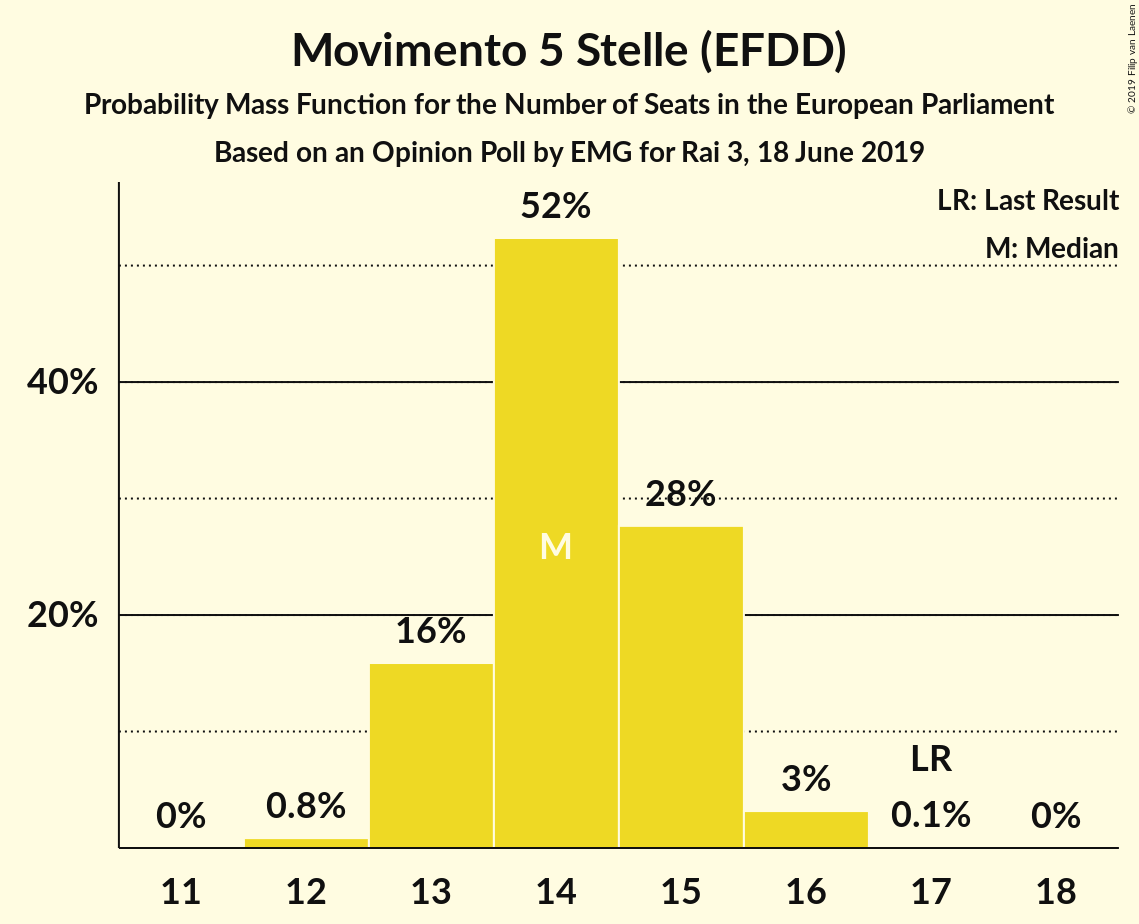 Movimento 5 Stelle (EFDD)
Probability Mass Function for the Number of Seats in the European Parliament
Based on an Opinion Poll by EMG for Rai 3, 18 June 2019
© 2019 Filip van Laenen
LR: Last Result
M: Median
52%
40%
28%
M
20%
16%
LR
3%
0%
0.8%
0.1%
0%
11 12 13 14 15 16 17 18